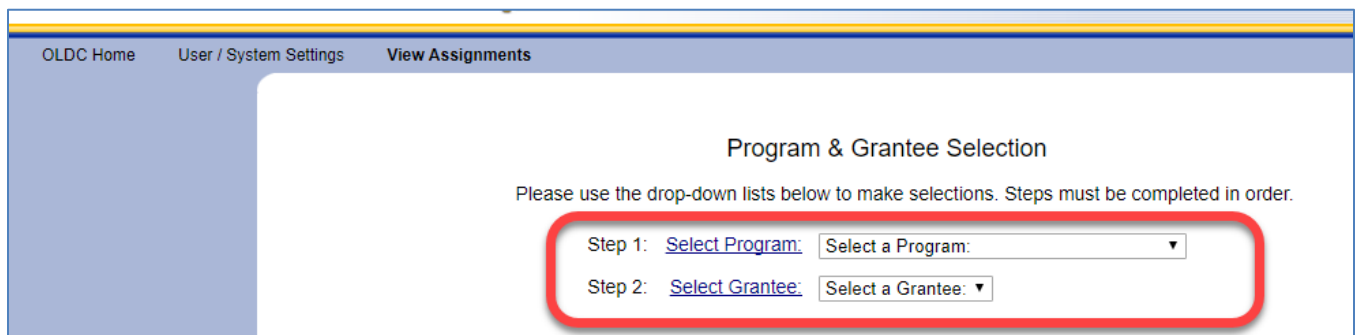 OLDC Home User / System Settings View Assignments
Program & Grantee Selection
Please use the drop-down lists below to make selections. Steps must be completed in order.
Step 1: Select Program: Select a Program:
Step 2: Select Grantee: Select a Grantee: